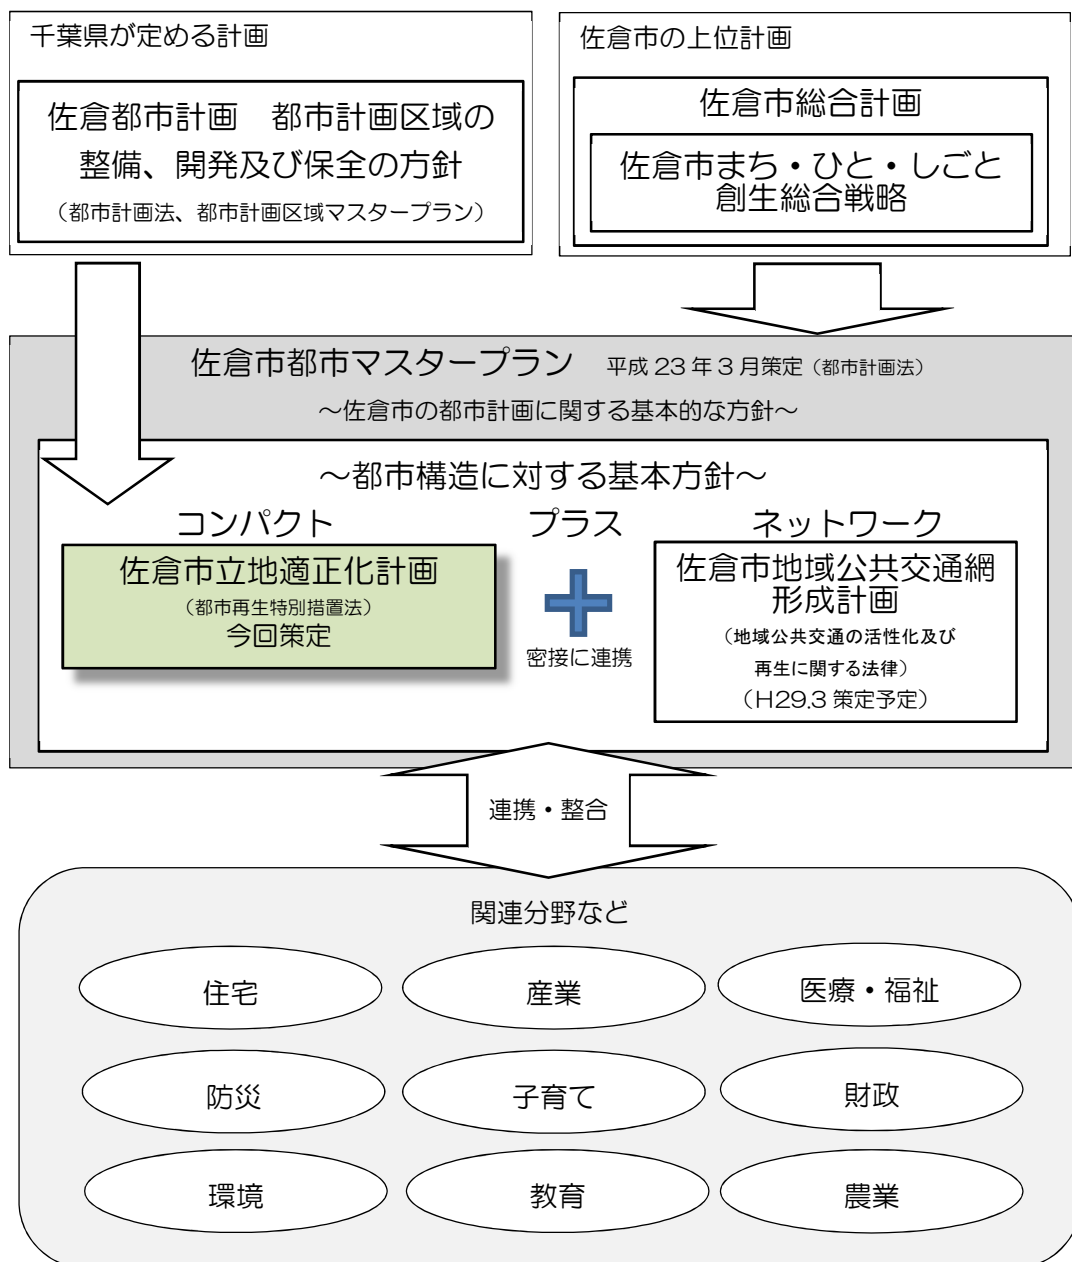 千葉県が定める計画
佐倉都市計画　都市計画区域の
整備、開発及び保全の方針
（都市計画法、都市計画区域マスタープラン）
佐倉市の上位計画
佐倉市総合計画
佐倉市まち・ひと・しごと
創生総合戦略
佐倉市都市マスタープラン　平成23年3月策定（都市計画法）
～佐倉市の都市計画に関する基本的な方針～
～都市構造に対する基本方針～
コンパクト　プラス　ネットワーク
佐倉市立地適正化計画
（都市再生特別措置法）
今回策定
密接に連携
佐倉市地域公共交通網
形成計画
（地域公共交通の活性化及び
再生に関する法律）
（H29.3 策定予定）
連携・整合
関連分野など
住宅　産業　医療・福祉
防災　子育て　財政
環境　教育　農業